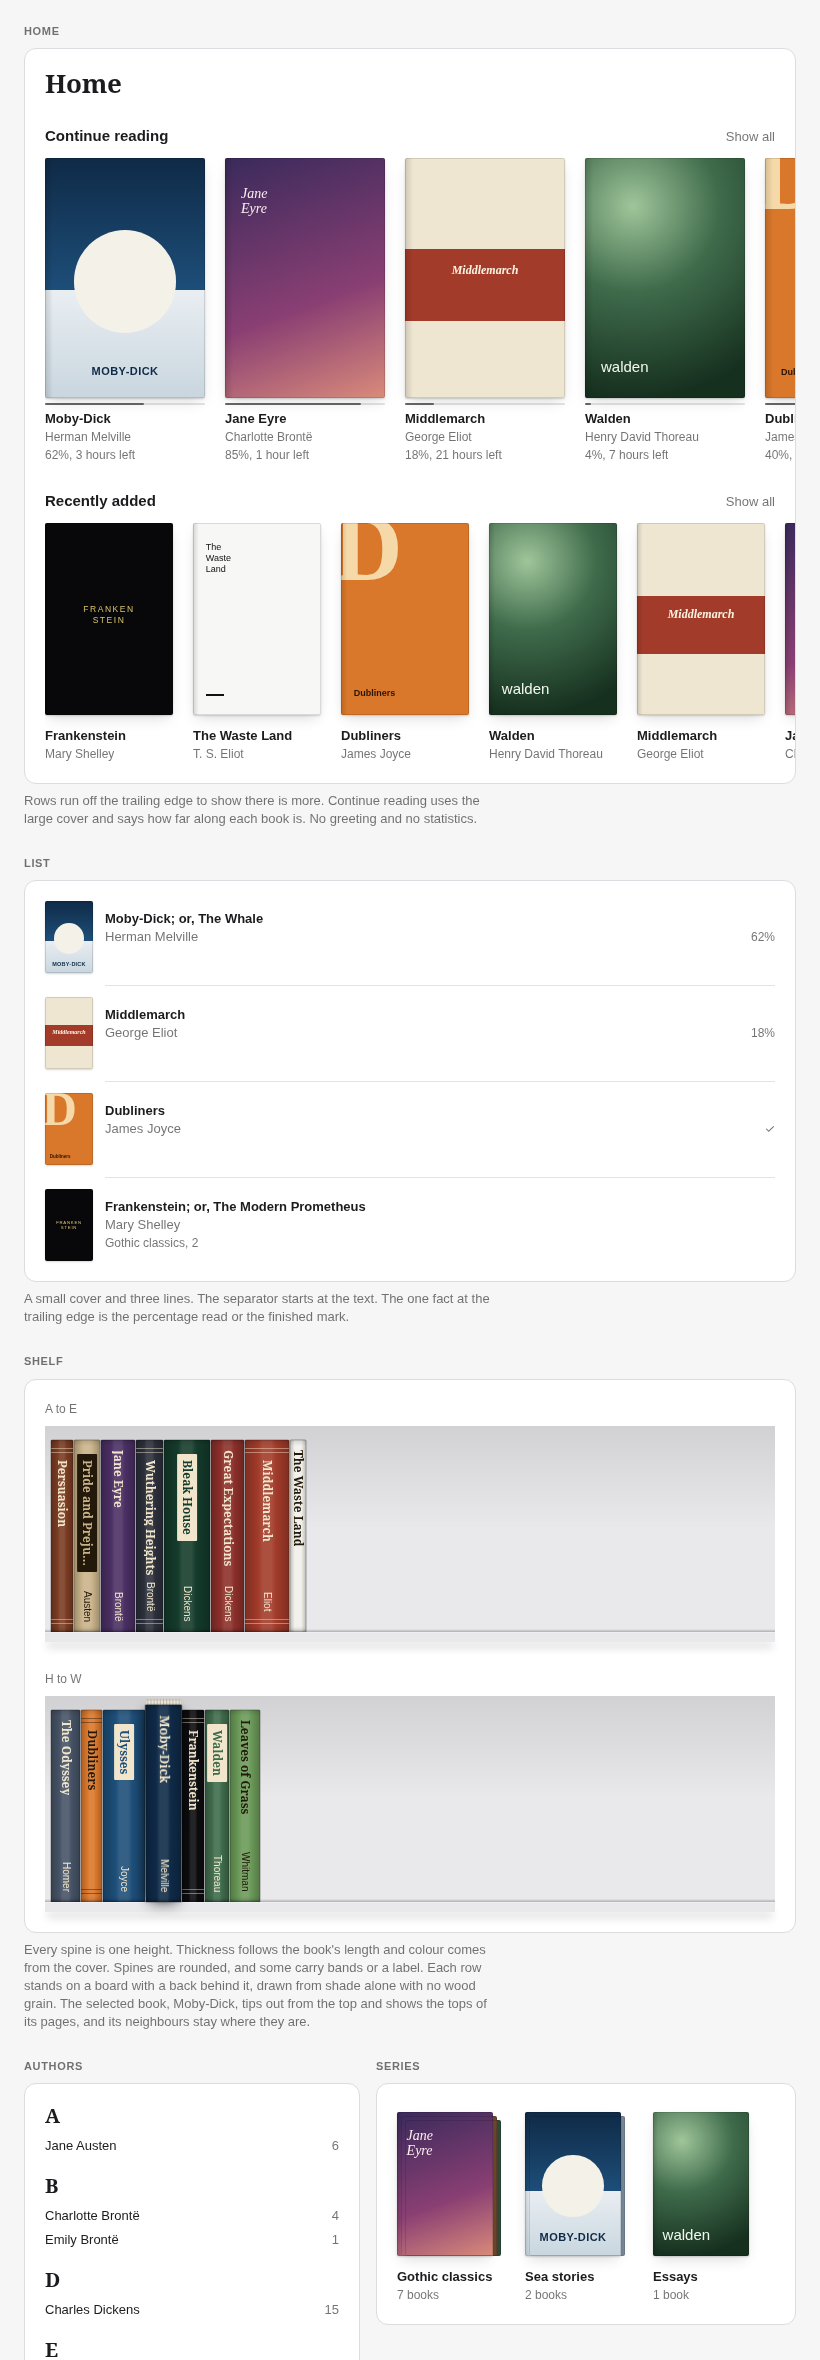 HOME
Home
Continue reading
Show all
Jane
Eyre
Middlemarch
walden
MOBY-DICK
Dub
Moby-Dick
Herman Melville
62%, 3 hours left
Jane Eyre
Charlotte Brontë
85%, 1 hour left
Middlemarch
George Eliot
18%, 21 hours left
Walden
Henry David Thoreau
4%, 7 hours left
Dubl
Jame
40%,
Recently added
Show all
FRANKEN
STEIN
The
Waste
Land
D
Dubliners
walden
Middlemarch
Frankenstein
Mary Shelley
The Waste Land
T. S. Eliot
Dubliners
James Joyce
Walden
Henry David Thoreau
Middlemarch
George Eliot
Ja
Rows run off the trailing edge to show there is more. Continue reading uses the
large cover and says how far along each book is. No greeting and no statistics.
LIST
MOBY-DICK
Moby-Dick; or, The Whale
Herman Melville
62%
Middlemarch
Middlemarch
George Eliot
18%
D
Dubliners
Dubliners
James Joyce
✓
FRANKEN
STEIN
Frankenstein; or, The Modern Prometheus
Mary Shelley
Gothic classics, 2
A small cover and three lines. The separator starts at the text. The one fact at the
trailing edge is the percentage read or the finished mark.
SHELF
A to E
Persuasion
Pride and Preju…
Austen
Jane Eyre
Brontë
Wuthering Heights
Brontë
Bleak House
Dickens
Great Expectations
Dickens
Middlemarch
Eliot
The Waste Land
H to W
The Odyssey
Homer
Dubliners
Ulysses
Joyce
Moby-Dick
Melville
Frankenstein
Walden
Thoreau
Leaves of Grass
Whitman
Every spine is one height. Thickness follows the book's length and colour comes
from the cover. Spines are rounded, and some carry bands or a label. Each row
stands on a board with a back behind it, drawn from shade alone with no wood
grain. The selected book, Moby-Dick, tips out from the top and shows the tops of
its pages, and its neighbours stay where they are.
AUTHORS
A
Jane Austen
6
B
Charlotte Brontë
4
Emily Brontë
1
D
Charles Dickens
15
E
SERIES
Jane
Eyre
MOBY-DICK
walden
Gothic classics
7 books
Sea stories
2 books
Essays
1 book